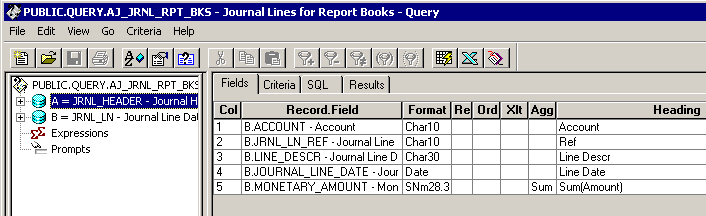 PUBLIC.QUERY.AJ_JRNL_RPT_BKS - Journal Lines for Report Books - Query
File Edit View Go Criteria Help
PUBLIC.QUERY.AJ_JRNL_RPT_BKS
A = JRNL_HEADER - Journal H
B = JRNL_LN - Journal Line Da
Expressions
Prompts
Fields Criteria SQL Results
Col Record.Field Format Re Ord Xlt Agg Heading
1 B.ACCOUNT - Account Char10 Account
2 B.JRNL_LN_REF - Journal Line Char10 Ref
3 B.LINE_DESCR - Journal Line D Char30 Line Descr
4 B.JOURNAL_LINE_DATE - Jour Date Line Date
5 B.MONETARY_AMOUNT - Mon SNm28.3 Sum Sum(Amount)